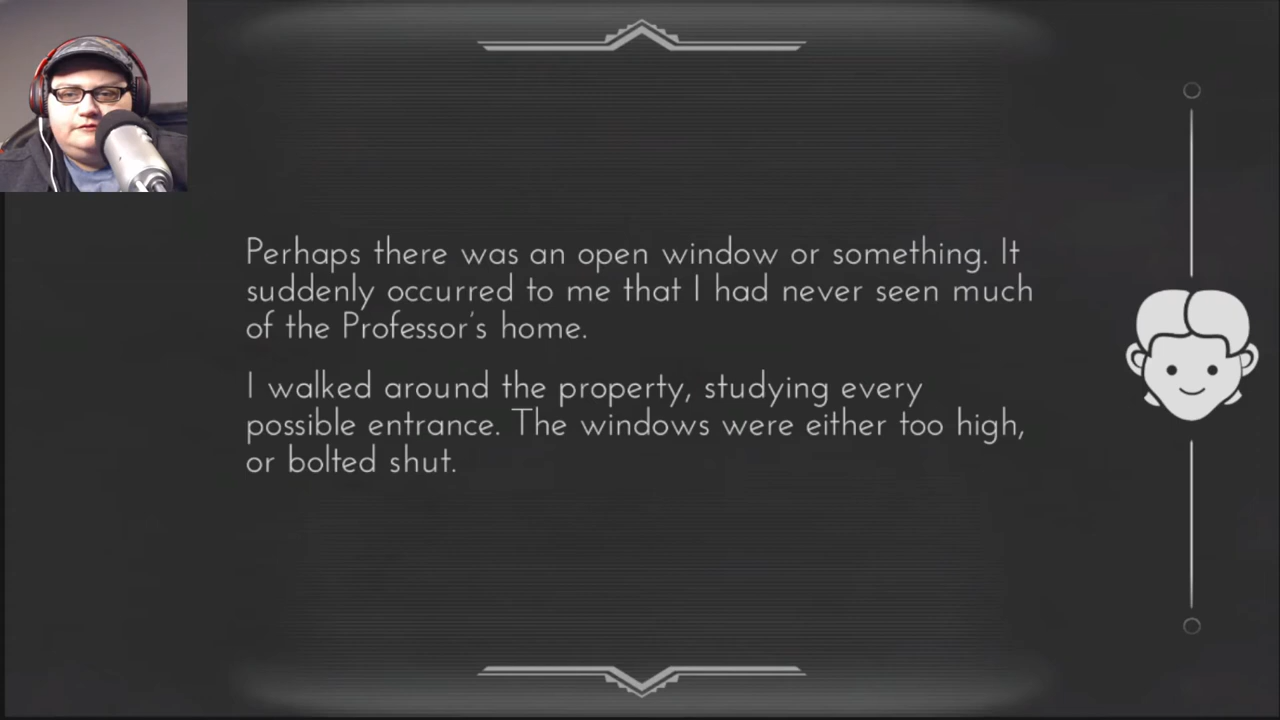 Perhaps there was an open window or something. It
suddenly occurred to me that I had never seen much
of the Professor's home.
I walked around the property, studying every
possible entrance. The windows were either too high,
or bolted shut.